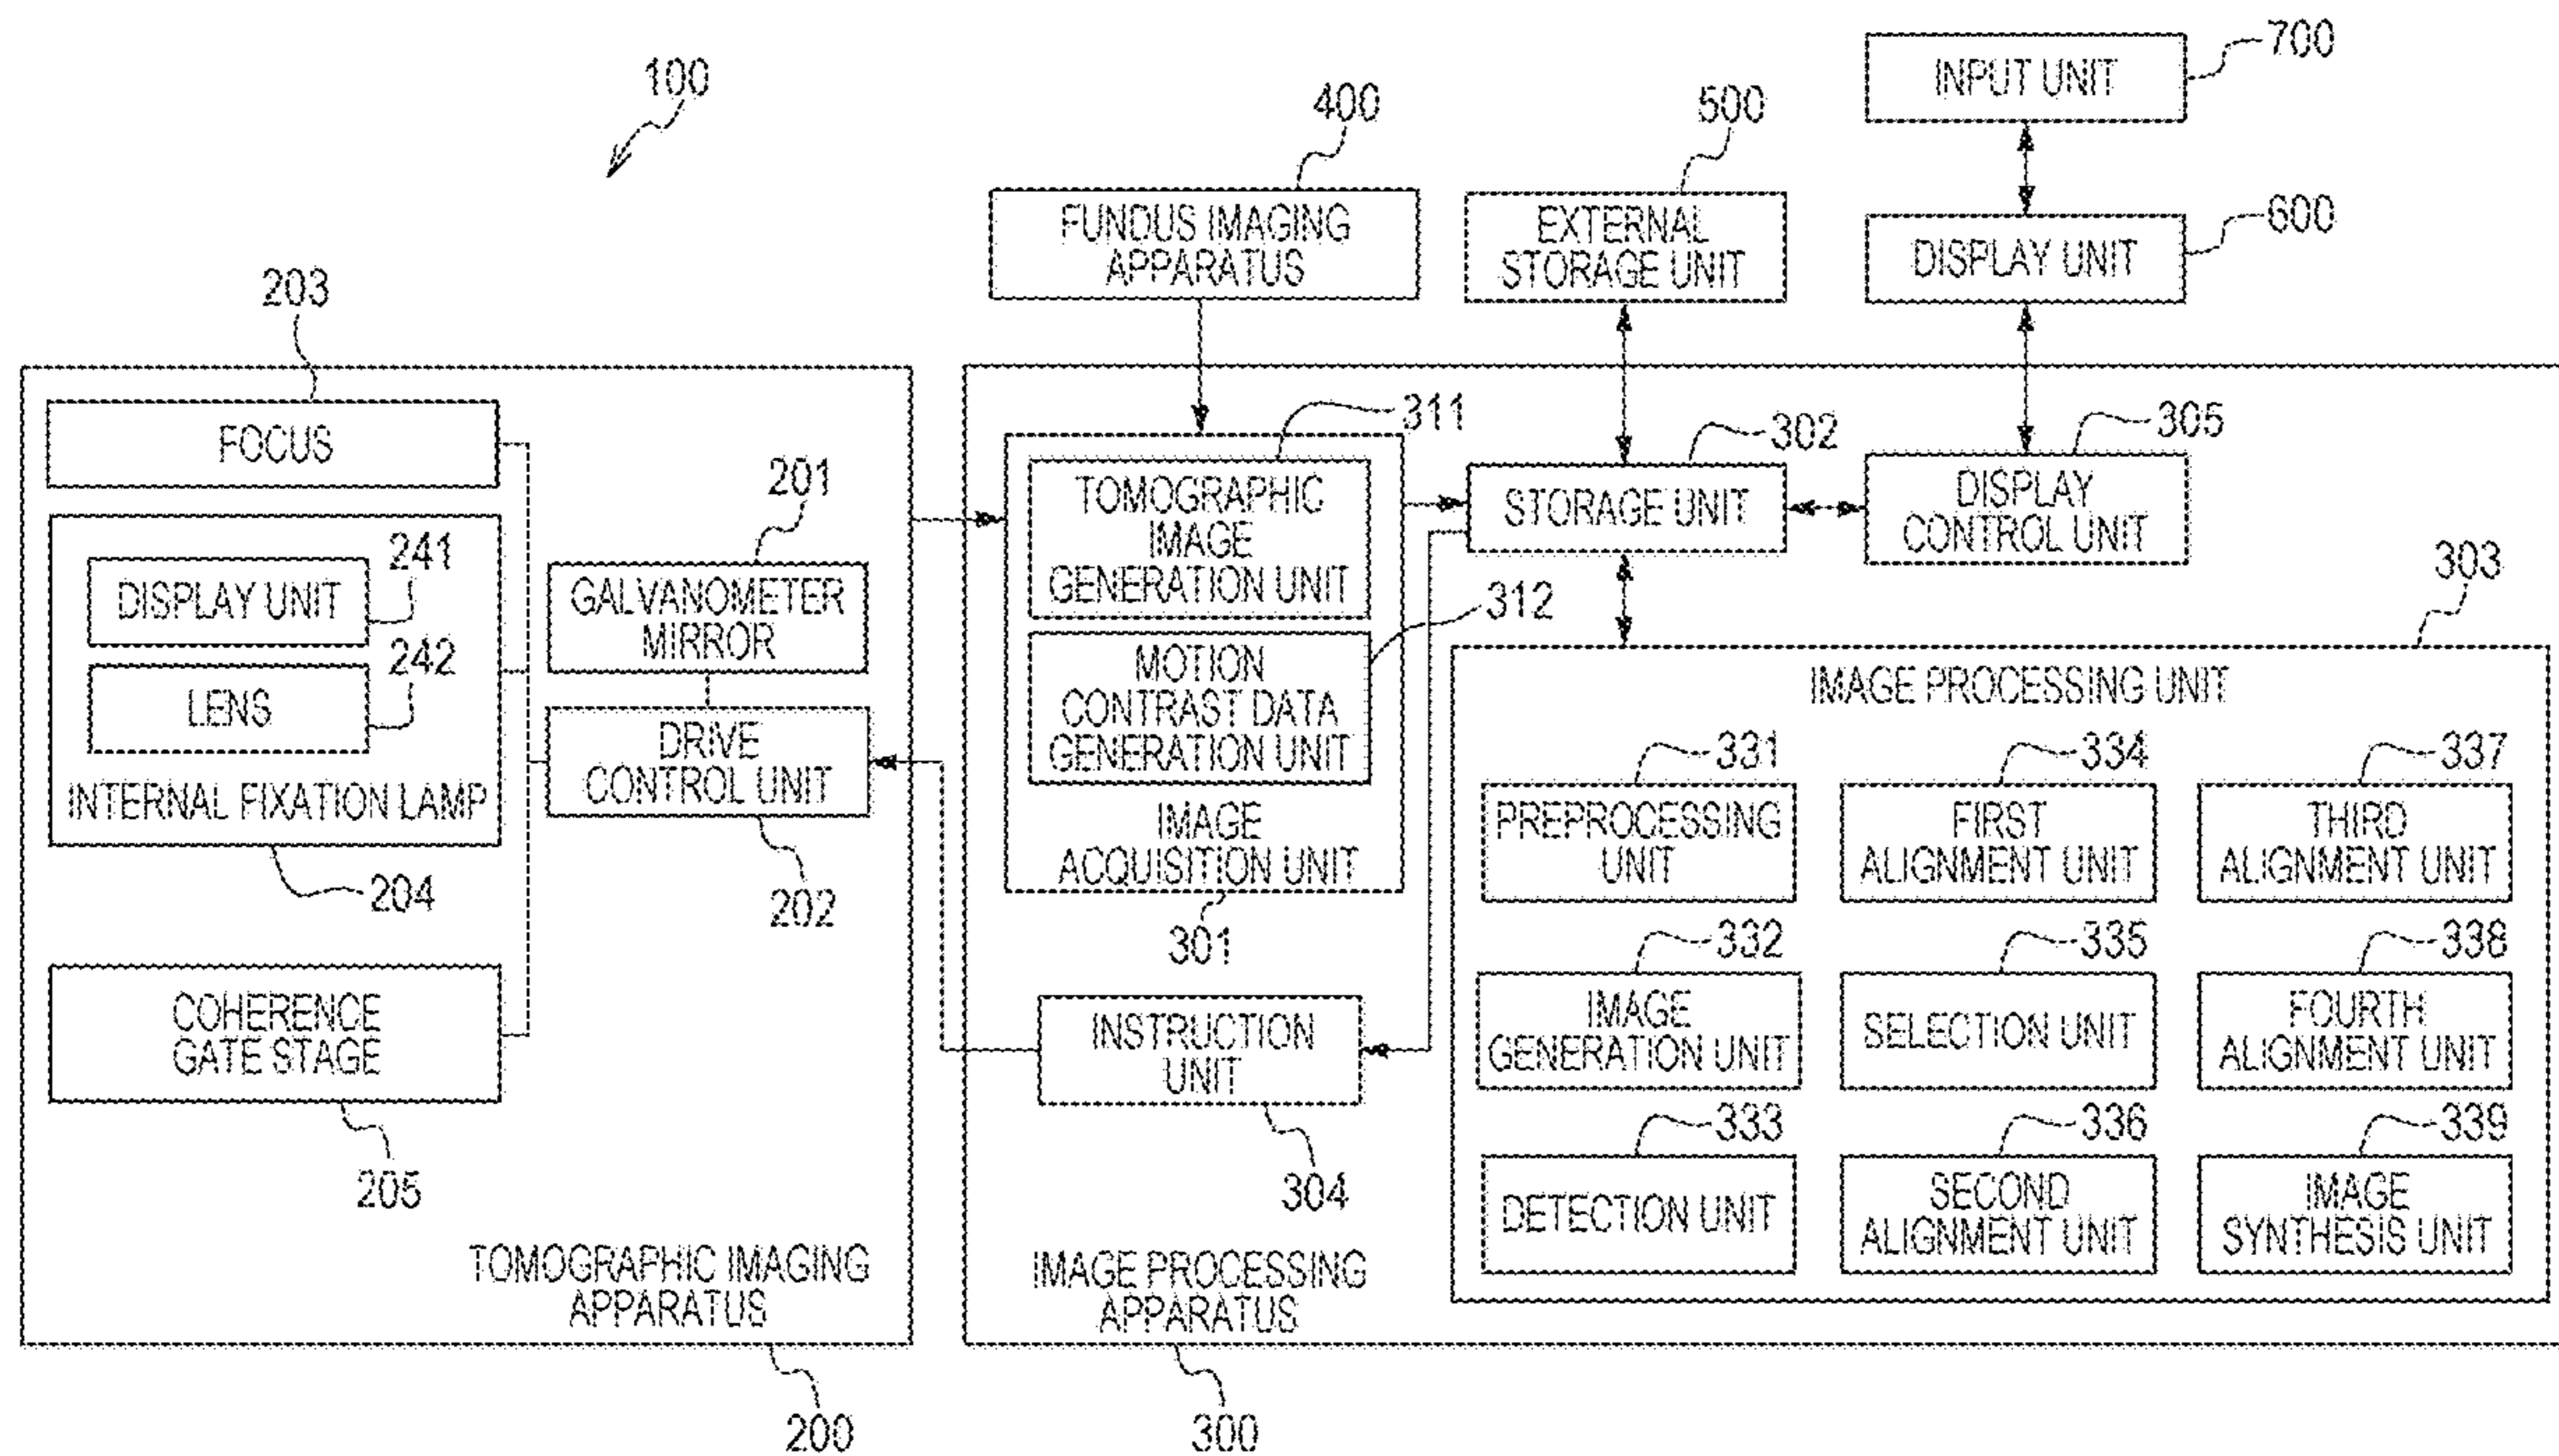 100
700
INPUT UNIT
400
500
600
FUNDUS IMAGING
APPARATUS
EXTERNAL
STORAGE UNIT
DISPLAY UNIT
203
FOCUS
201
241
DISPLAY UNIT
242
LENS
INTERNAL FIXATION LAMP
204
GALVANOMETER
MIRROR
DRIVE
CONTROL UNIT
202
COHERENCE
GATE STAGE
205
TOMOGRAPHIC IMAGING
APPARATUS
200
311
TOMOGRAPHIC
IMAGE
GENERATION UNIT
312
MOTION
CONTRAST DATA
GENERATION UNIT
IMAGE
ACQUISITION UNIT
301
302
STORAGE UNIT
305
DISPLAY
CONTROL UNIT
303
INSTRUCTION
UNIT
304
IMAGE PROCESSING
APPARATUS
300
IMAGE PROCESSING UNIT
331
PREPROCESSING
UNIT
334
FIRST
ALIGNMENT UNIT
337
THIRD
ALIGNMENT UNIT
332
IMAGE
GENERATION UNIT
335
SELECTION UNIT
338
FOURTH
ALIGNMENT UNIT
333
DETECTION UNIT
336
SECOND
ALIGNMENT UNIT
339
IMAGE
SYNTHESIS UNIT